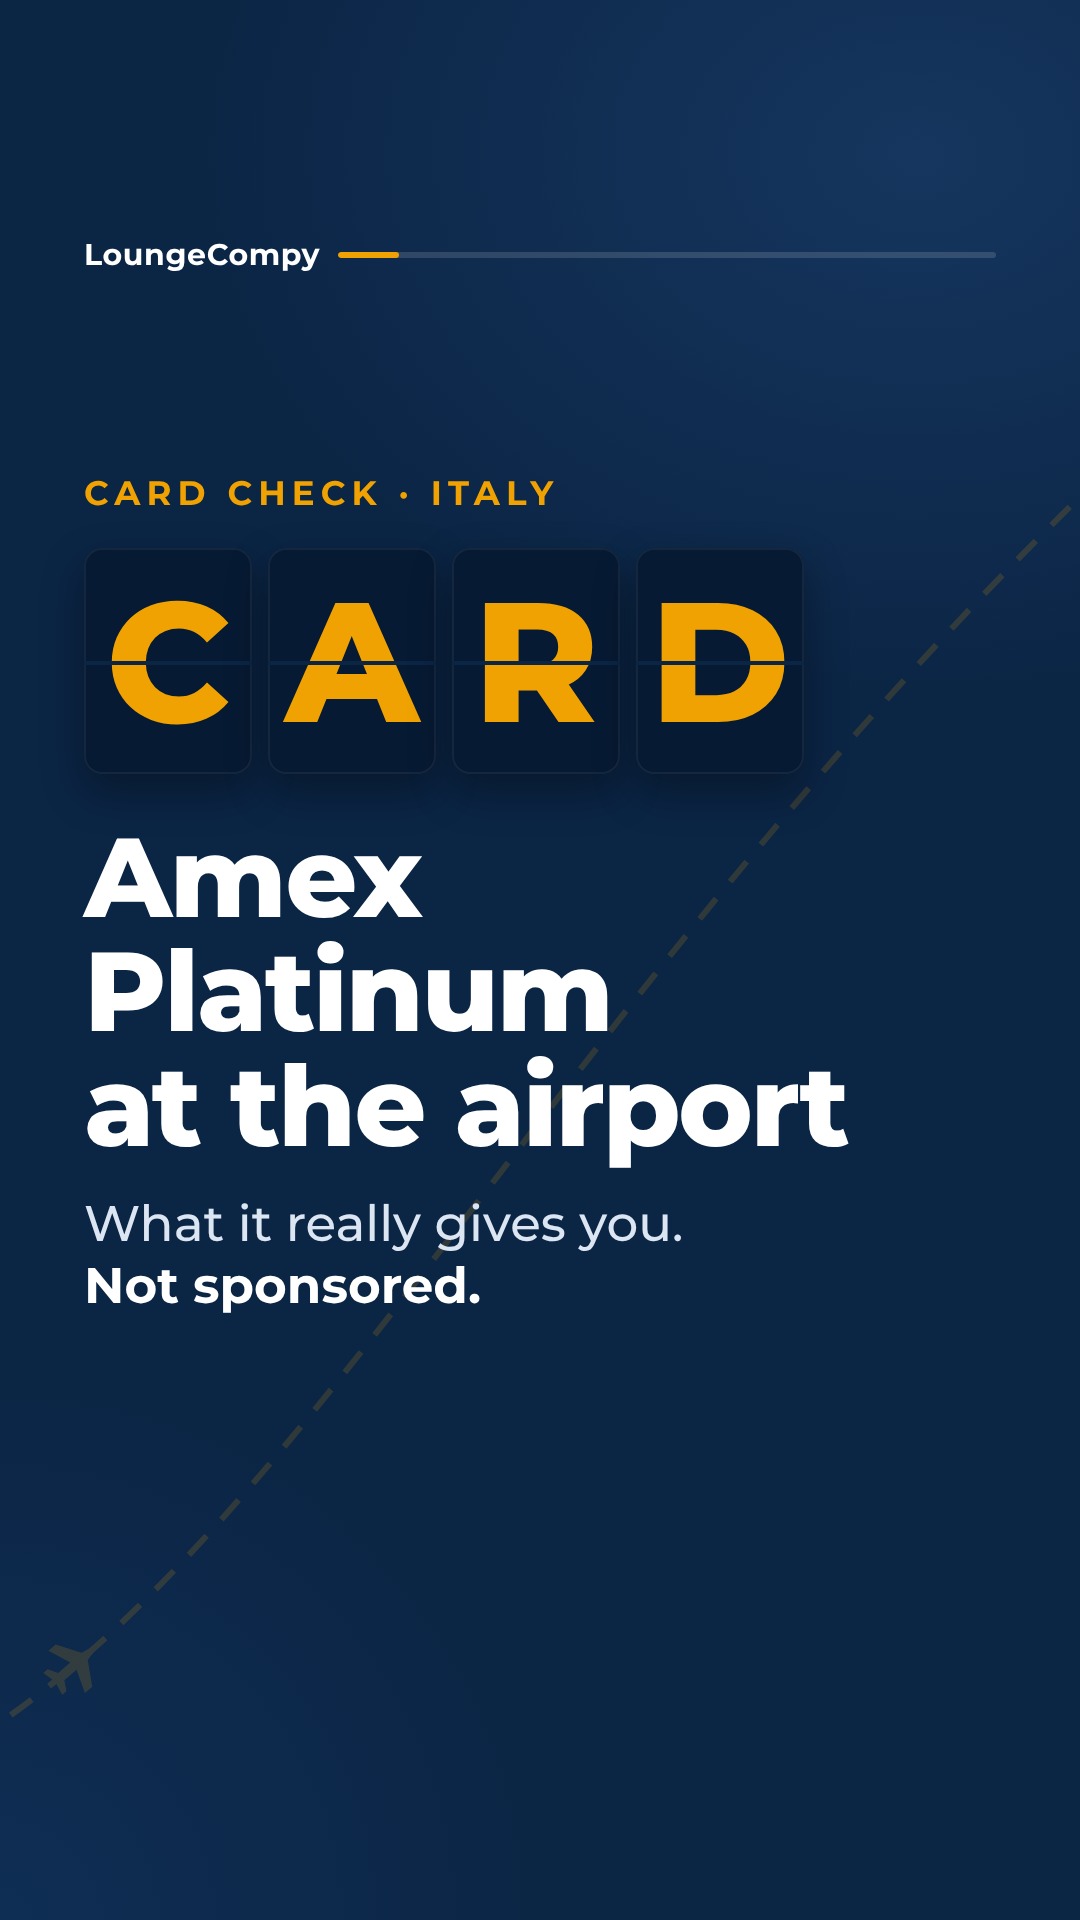 LoungeCompy
CARD CHECK · ITALY
CARD
Amex
Platinum
at the airport
What it really gives you.
Not sponsored.